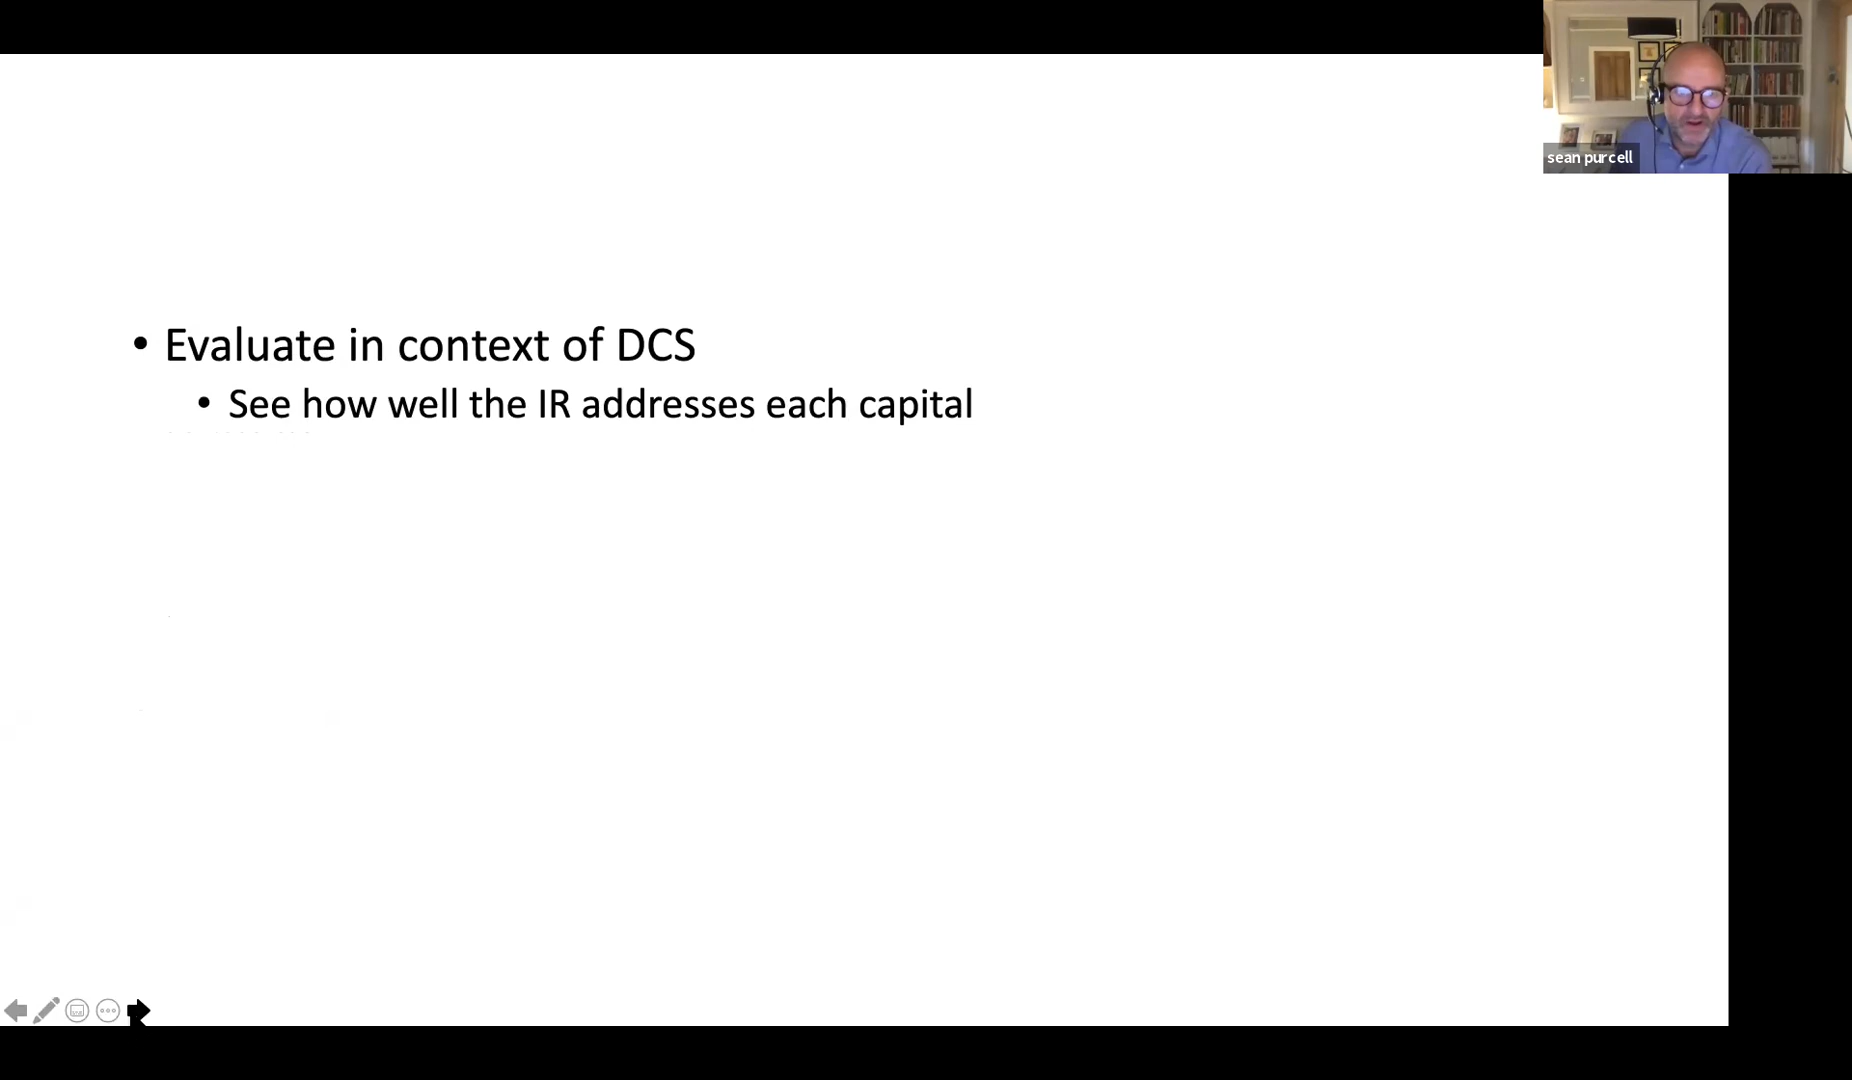 sean purcell
• Evaluate in context of DCS
• See how well the IR addresses each capital